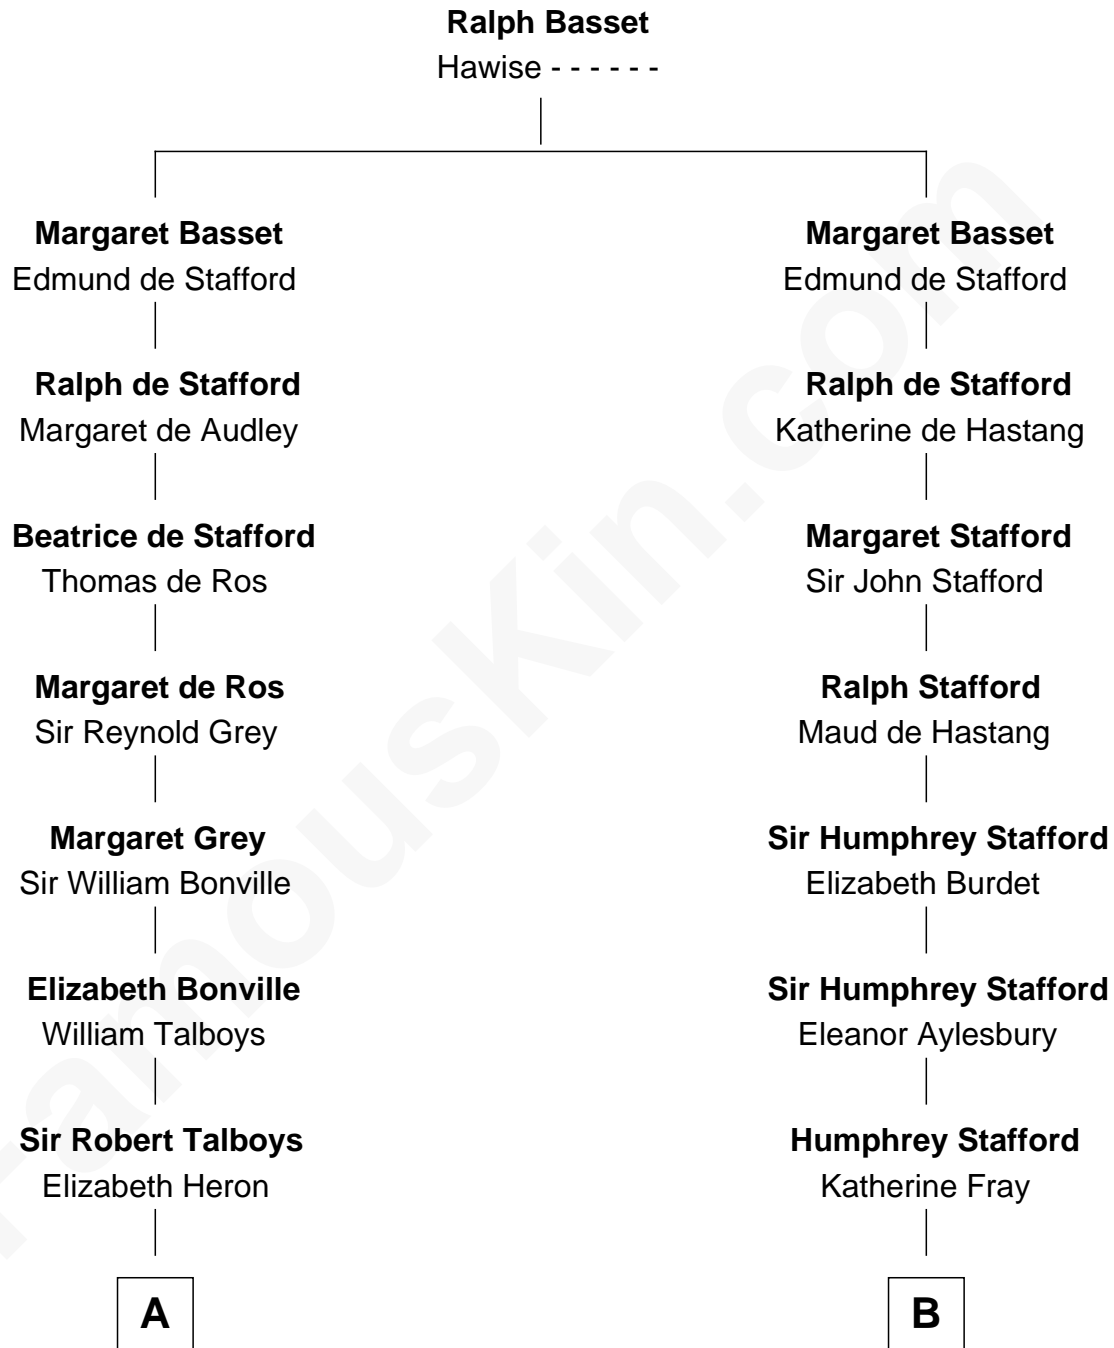 Ralph Basset
Hawise - - - - - -
Margaret Basset
Edmund de Stafford
Ralph de Stafford
Margaret de Audley
Beatrice de Stafford
Thomas de Ros
Margaret de Ros
Sir Reynold Grey
Margaret Grey
Sir William Bonville
Elizabeth Bonville
William Talboys
Sir Robert Talboys
Elizabeth Heron
A
Margaret Basset
Edmund de Stafford
Ralph de Stafford
Katherine de Hastang
Margaret Stafford
Sir John Stafford
Ralph Stafford
Maud de Hastang
Sir Humphrey Stafford
Elizabeth Burdet
Sir Humphrey Stafford
Eleanor Aylesbury
Humphrey Stafford
Katherine Fray
B
FamousKin.com